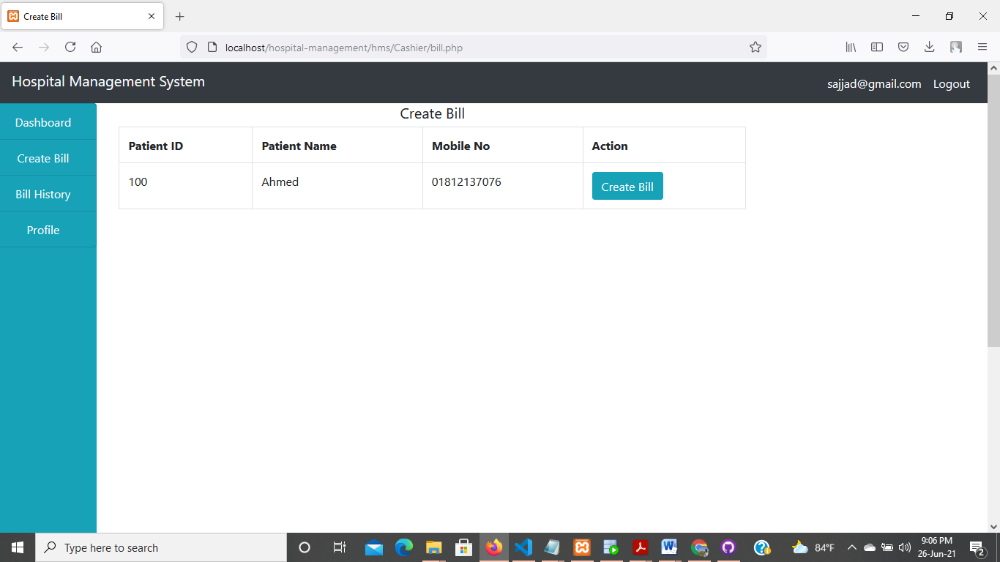 Create Bill
localhost/hospital-management/hms/Cashier/bill.php
Hospital Management System
sajjad@gmail.com Logout
Dashboard
Create Bill
Bill History
Profile
Create Bill
Patient ID Patient Name Mobile No Action
100 Ahmed 01812137076 Create Bill
Type here to search
84°F
9:06 PM
26-Jun-21
2